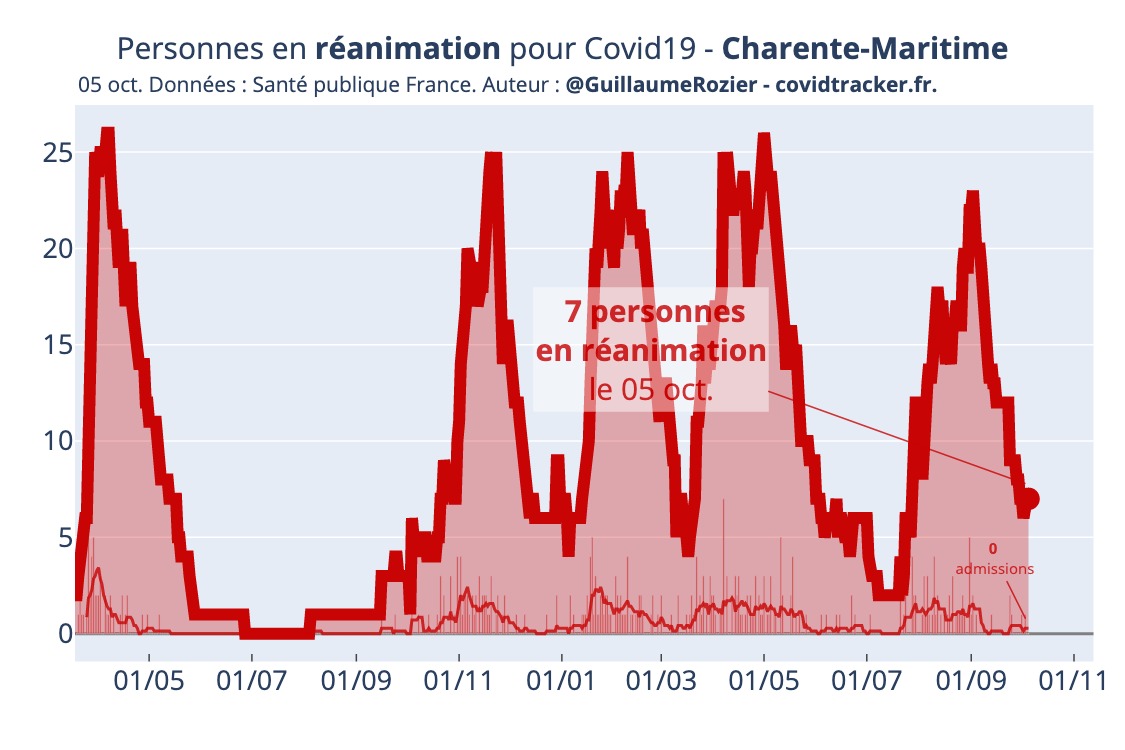 Personnes en réanimation pour Covid19 - Charente-Maritime
05 oct. Données : Santé publique France. Auteur : @GuillaumeRozier - covidtracker.fr.
25
20
15
10
5
0
7 personnes
en réanimation
le 05 oct.
0
admissions
01/05 01/07 01/09 01/11 01/01 01/03 01/05 01/07 01/09 01/11